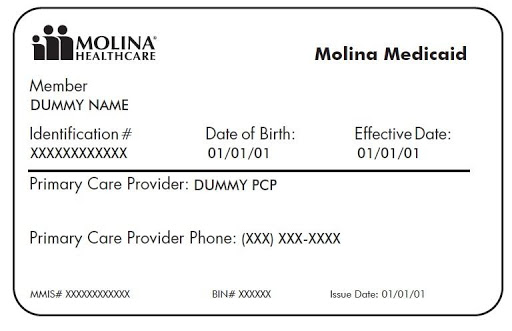 MOLINA®
HEALTHCARE
Molina Medicaid
Member
DUMMY NAME
Identification # Date of Birth: Effective Date:
XXXXXXXXXXXX 01/01/01 01/01/01
Primary Care Provider: DUMMY PCP
Primary Care Provider Phone: (XXX) XXX-XXXX
MMIS# XXXXXXXXXXXX BIN# XXXXXX Issue Date: 01/01/01